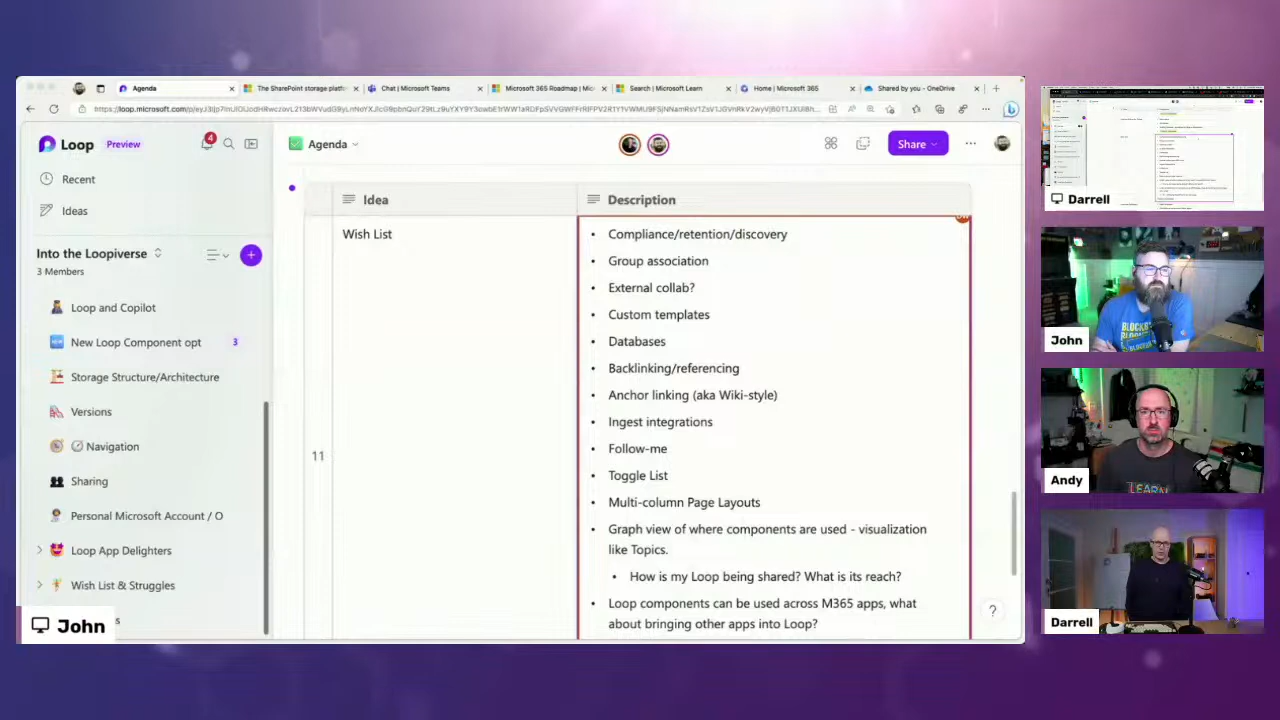 Agenda
The SharePoint storage platf
Chat | Microsoft Teams
Microsoft 365 Roadmap | Mic
Search | Microsoft Learn
Home | Microsoft 365
Shared by you - OneDrive
Loop
Preview
4
Agenda
Share
Recent
Ideas
Into the Loopiverse
3 Members
Loop and Copilot
New Loop Component opt
3
Storage Structure/Architecture
Versions
Navigation
Sharing
Personal Microsoft Account / O
Loop App Delighters
Wish List & Struggles
John
Idea
Description
11
Wish List
• Compliance/retention/discovery
• Group association
• External collab?
• Custom templates
• Databases
• Backlinking/referencing
• Anchor linking (aka Wiki-style)
• Ingest integrations
• Follow-me
• Toggle List
• Multi-column Page Layouts
• Graph view of where components are used - visualization
like Topics.
• How is my Loop being shared? What is its reach?
• Loop components can be used across M365 apps, what
about bringing other apps into Loop?
?
Darrell
John
Andy
LEARN
Darrell